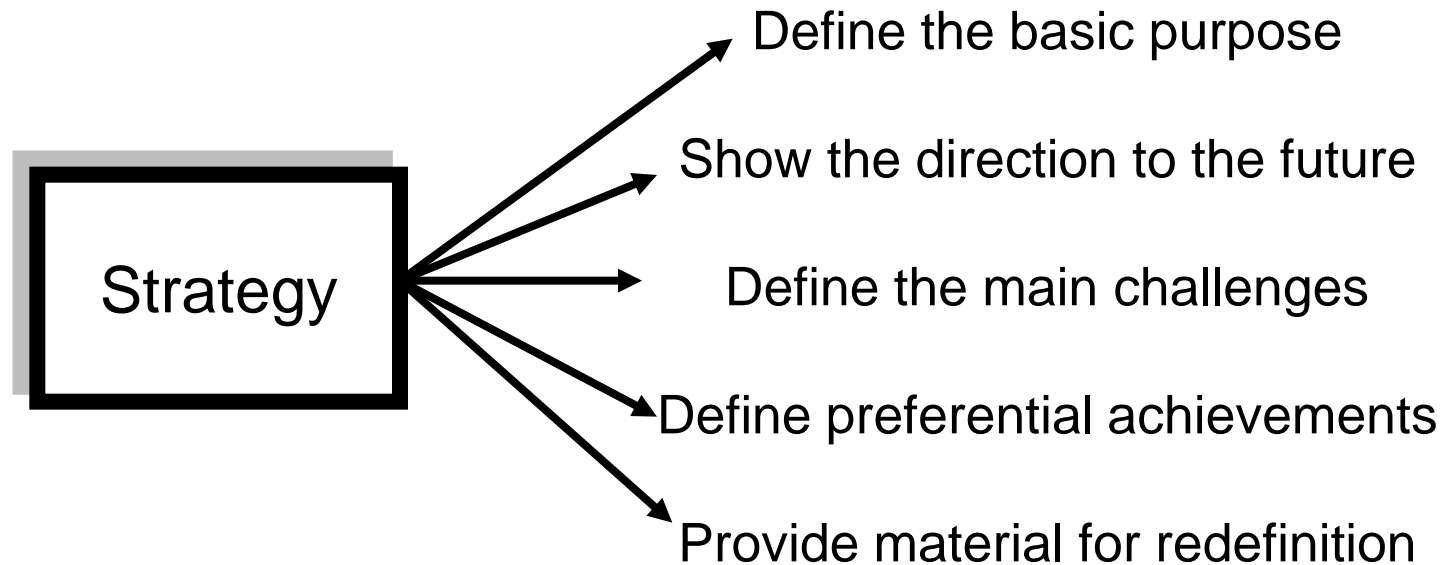 Define the basic purpose
Show the direction to the future
Strategy
Define the main challenges
Define preferential achievements
Provide material for redefinition